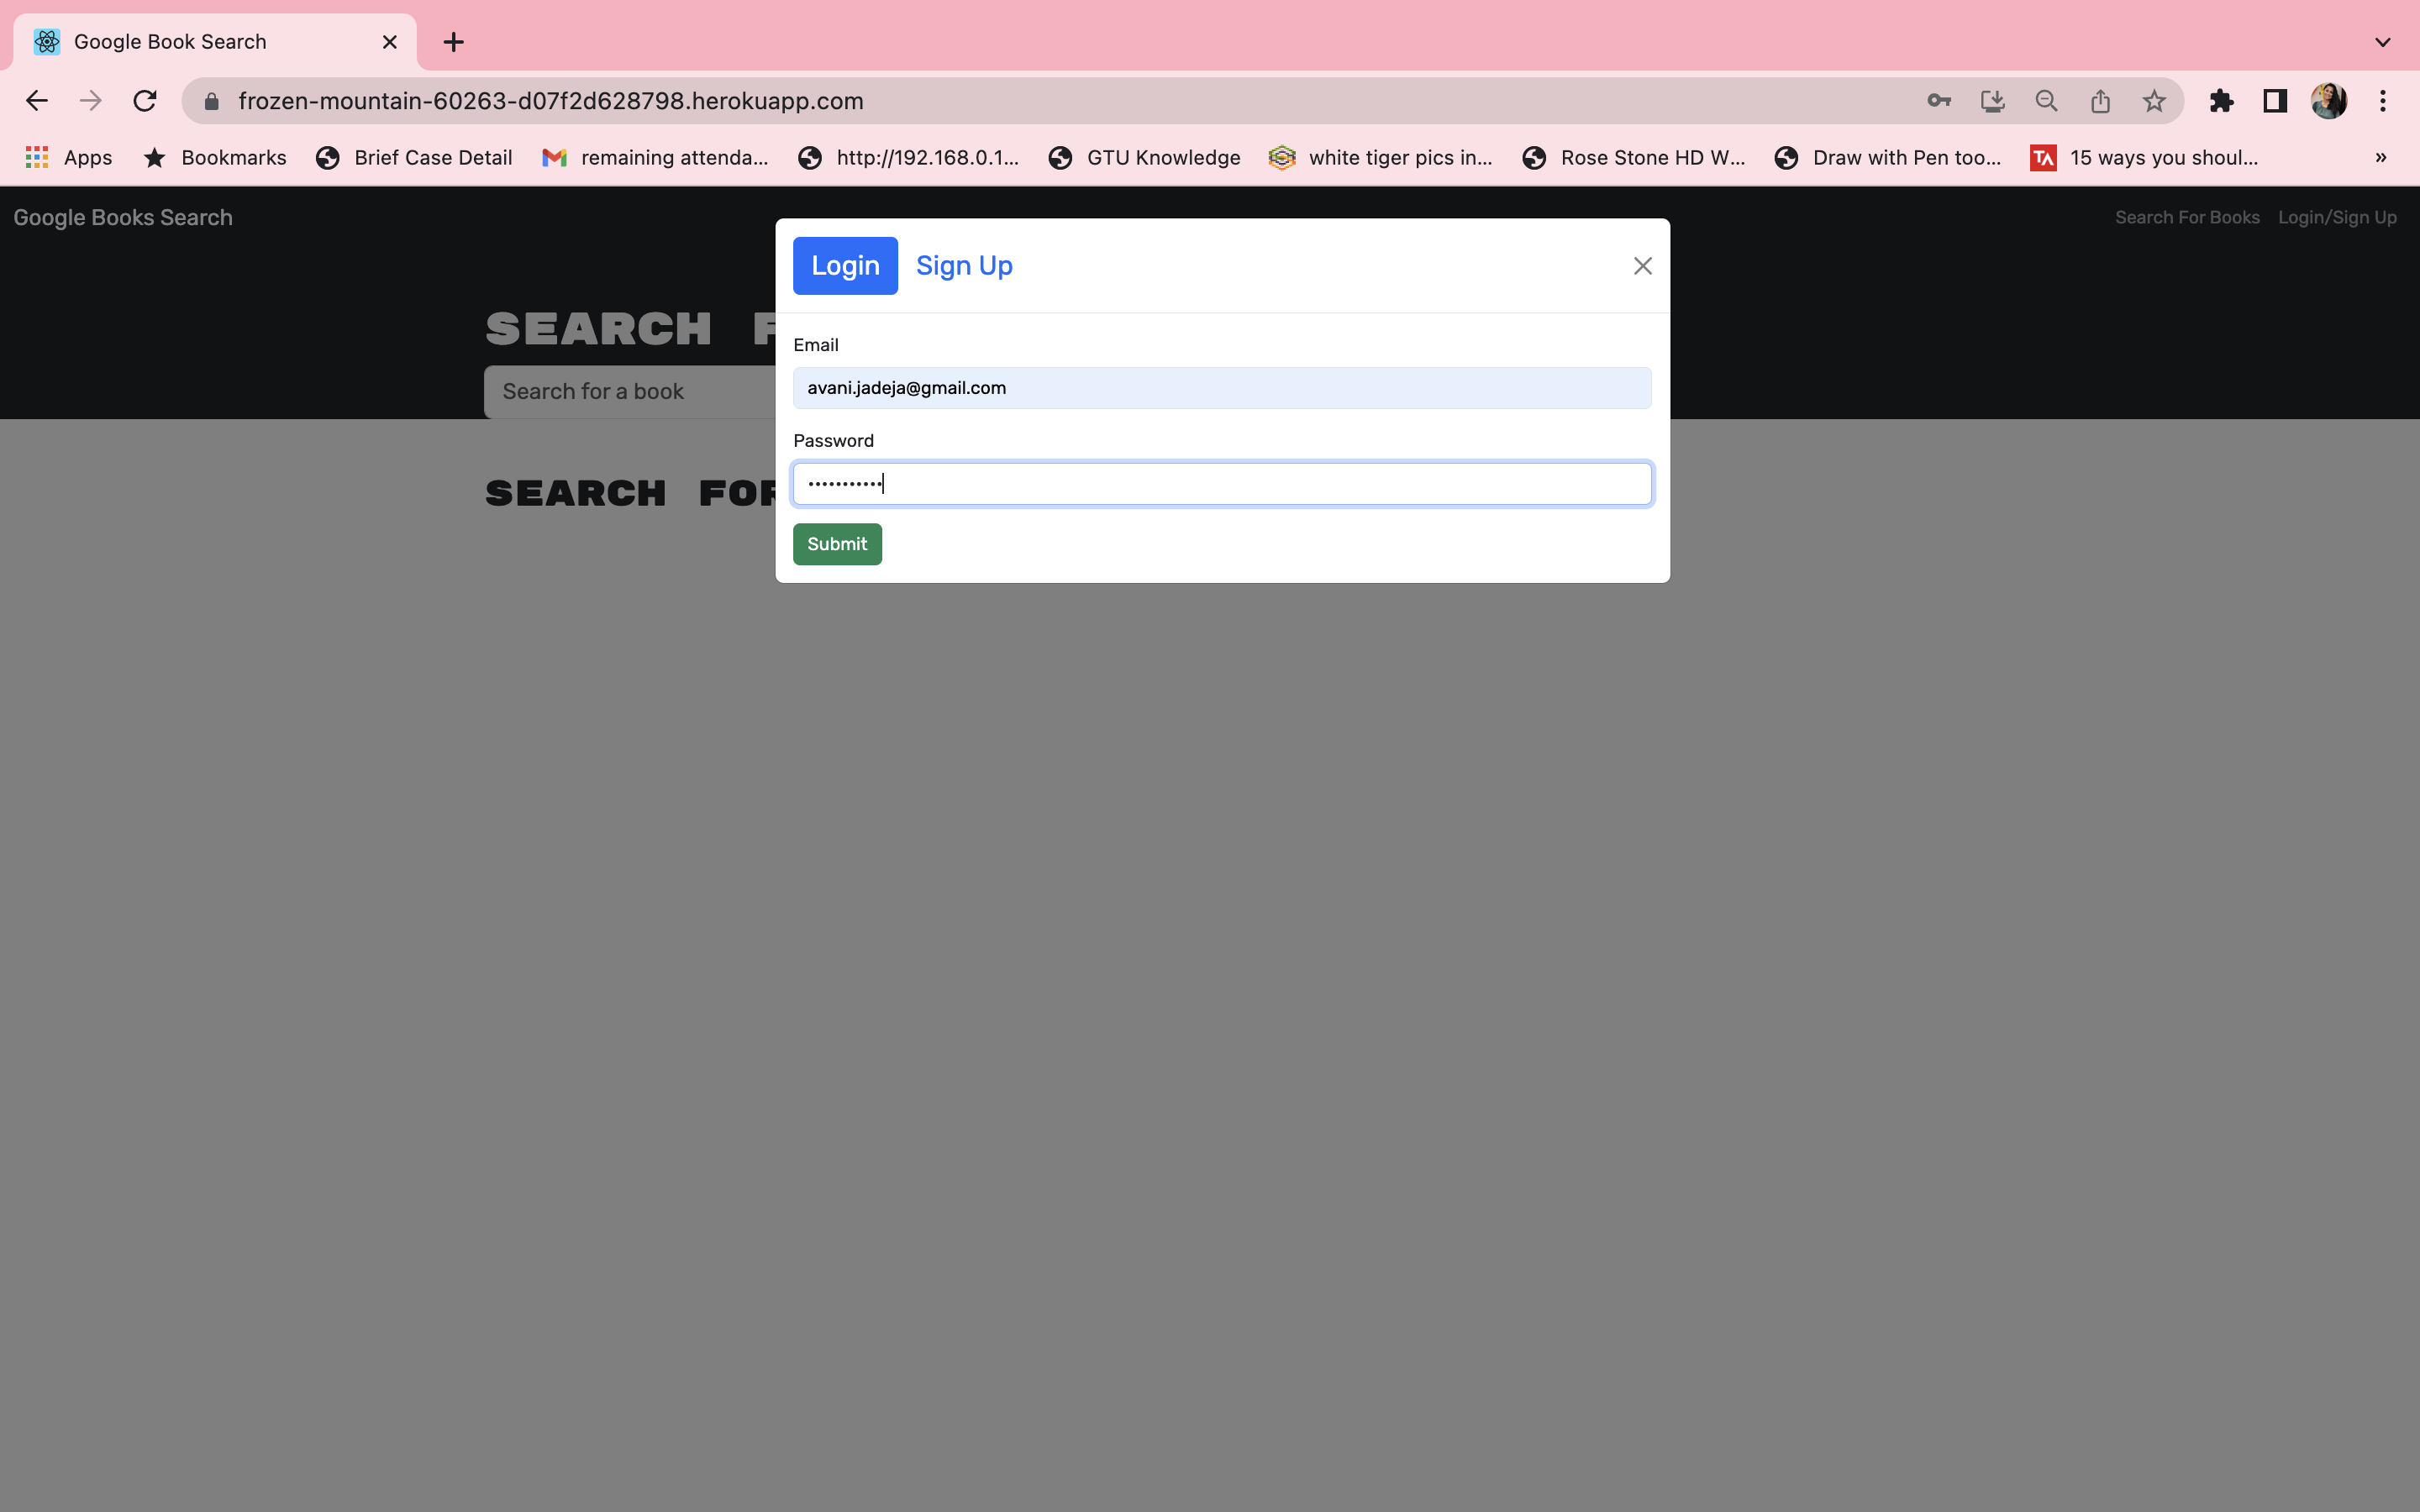 Google Book Search
frozen-mountain-60263-d07f2d628798.herokuapp.com
Apps Bookmarks Brief Case Detail remaining attenda... http://192.168.0.1... GTU Knowledge white tiger pics in... Rose Stone HD W... Draw with Pen too... TA 15 ways you shoul... »
Google Books Search Search For Books Login/Sign Up
Login Sign Up
SEARCH F
Email
Search for a book avani.jadeja@gmail.com
Password
•••••••••••
SEARCH FOR
Submit